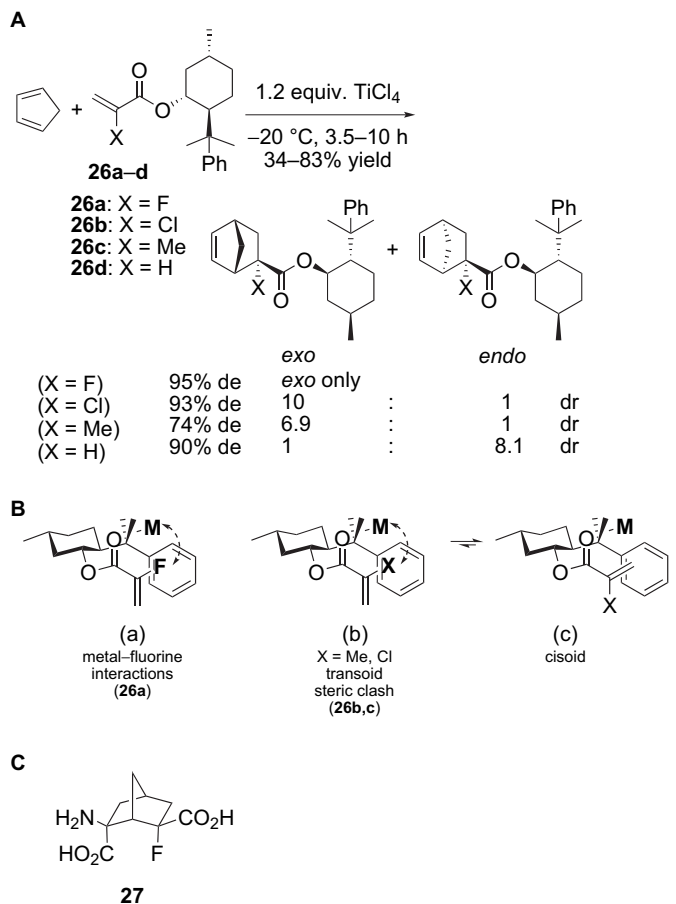 A
O
+
O
X
Ph
26a–d
1.2 equiv. TiCl4
–20 °C, 3.5–10 h
34–83% yield
26a: X = F
26b: X = Cl
26c: X = Me
26d: X = H
Ph
O
X
O
+
Ph
O
X
O
exo
endo
(X = F) 95% de exo only
(X = Cl) 93% de 10 : 1 dr
(X = Me) 74% de 6.9 : 1 dr
(X = H) 90% de 1 : 8.1 dr
B
O M
O F
O M
O X
O M
O
X
(a)
metal–fluorine
interactions
(26a)
(b)
X = Me, Cl
transoid
steric clash
(26b,c)
(c)
cisoid
C
H2N
CO2H
HO2C
F
27